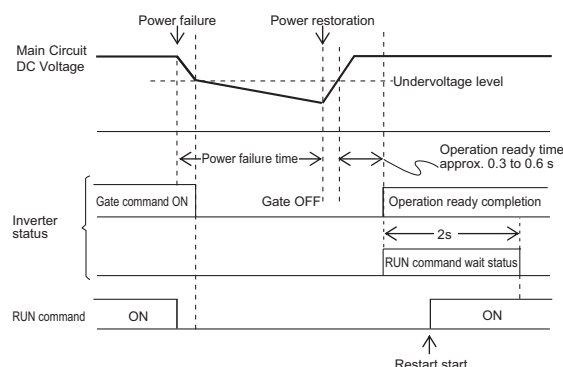 Power failure
Power restoration
Main Circuit
DC Voltage
Undervoltage level
Power failure time
Operation ready time
approx. 0.3 to 0.6 s
Inverter
status
Gate command ON
Gate OFF
Operation ready completion
2s
RUN command wait status
RUN command
ON
ON
Restart start